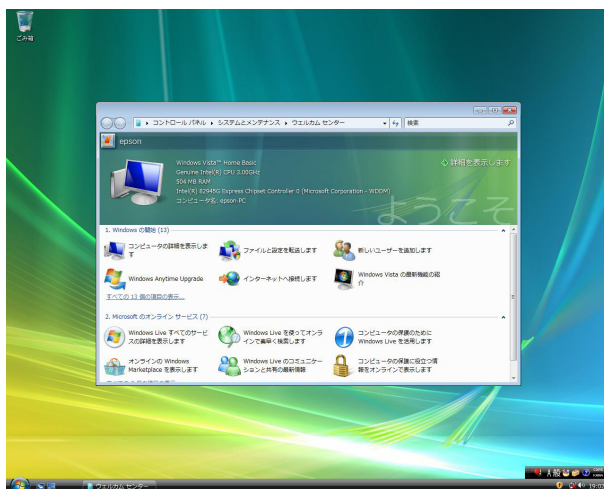 ごみ箱
コントロール パネル ▸ システムとメンテナンス ▸ ウエルカム センター
検索
epson
Windows Vista™ Home Basic
Genuine Intel(R) CPU 3.00GHz
504 MB RAM
Intel(R) 82945G Express Chipset Controller 0 (Microsoft Corporation - WDDM)
コンピュータ名: epson-PC
詳細を表示します
ようこそ
1. Windows の開始 (13)
コンピュータの詳細を表示しま
す
ファイルと設定を転送します
新しいユーザーを追加します
Windows Anytime Upgrade
インターネットへ接続します
Windows Vista の最新機能の紹
介
すべての 13 個の項目の表示...
2. Microsoft のオンライン サービス (7)
Windows Live すべてのサービ
スの詳細を表示します
Windows Live を使ってオンラ
インで素早く検索します
コンピュータの保護のために
Windows Live を活用します
オンラインの Windows
Marketplace を表示します
Windows Live のコミュニケー
ションと共有の最新情報
コンピュータの保護に役立つ情
報をオンラインで表示します
A 般
CAPS
KANA
ウエルカム センター
19:02